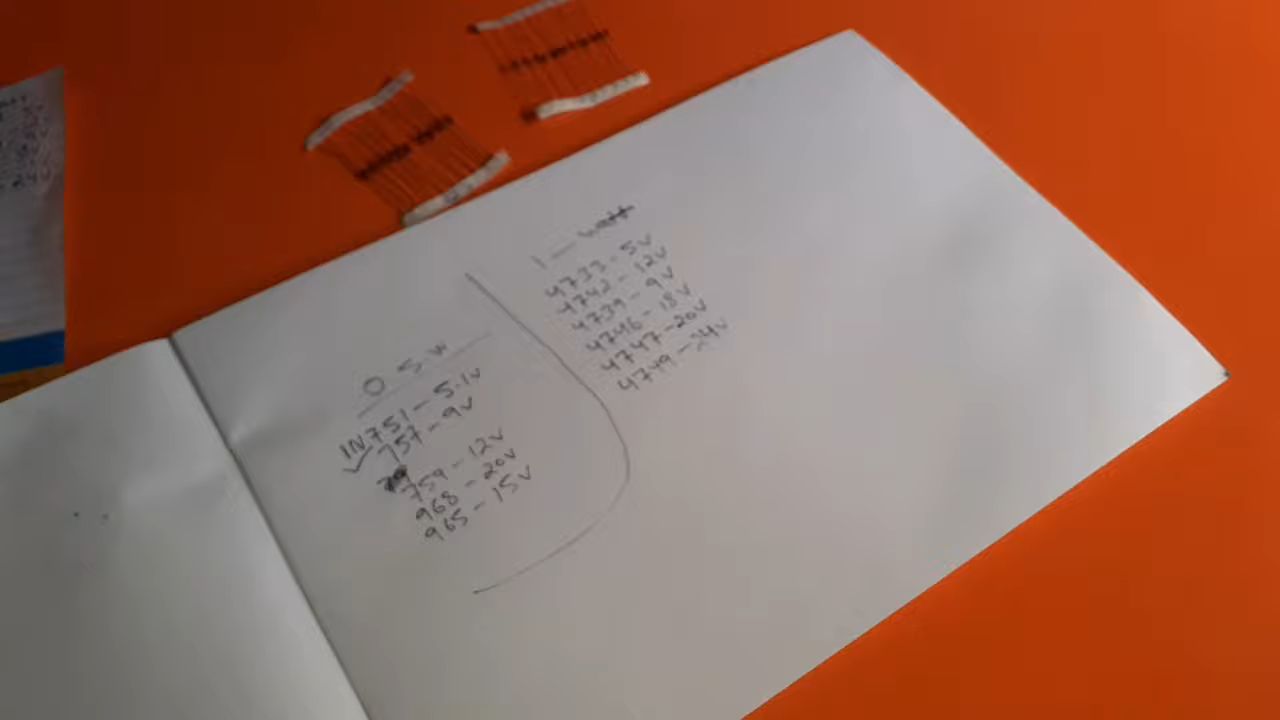 0 5.W
IN751 - 5.1V
757 - 9V
759 - 12V
968 - 20V
965 - 15V
1 - watt
4733 - 5V
4742 - 12V
4739 - 9V
4746 - 18V
4747 - 20V
4749 - 24V
24V